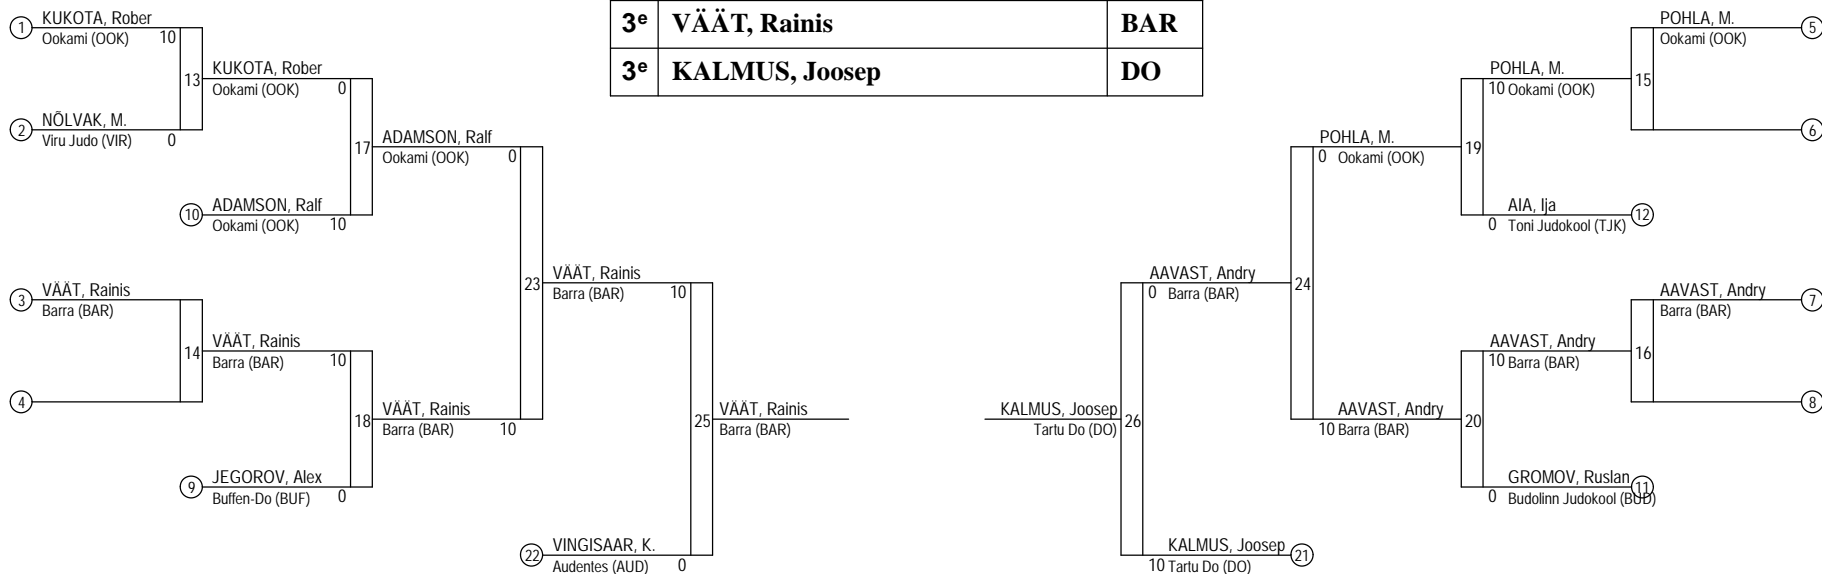 3e VÄÄT, Rainis BAR
3e KALMUS, Joosep DO
1 KUKOTA, Rober
Ookami (OOK) 10
13
2 NÕLVAK, M.
Viru Judo (VIR) 0
KUKOTA, Rober
Ookami (OOK) 0
17
10 ADAMSON, Ralf
Ookami (OOK) 10
3 VÄÄT, Rainis
Barra (BAR)
14
4
VÄÄT, Rainis
Barra (BAR) 10
18
9 JEGOROV, Alex
Buffen-Do (BUF) 0
ADAMSON, Ralf
Ookami (OOK) 0
23
VÄÄT, Rainis
Barra (BAR) 10
VÄÄT, Rainis
Barra (BAR) 10
25
22 VINGISAAR, K.
Audentes (AUD) 0
VÄÄT, Rainis
Barra (BAR)
POHLA, M. 5
Ookami (OOK)
15
6
POHLA, M.
10 Ookami (OOK)
19
AIA, Ija 12
0 Toni Judokool (TJK)
AAVAST, Andry 7
Barra (BAR)
16
8
AAVAST, Andry
10 Barra (BAR)
20
GROMOV, Ruslan 11
0 Budolinn Judokool (BUD)
POHLA, M.
0 Ookami (OOK)
24
AAVAST, Andry
10 Barra (BAR)
AAVAST, Andry
0 Barra (BAR)
26
KALMUS, Joosep 21
10 Tartu Do (DO)
KALMUS, Joosep
Tartu Do (DO)